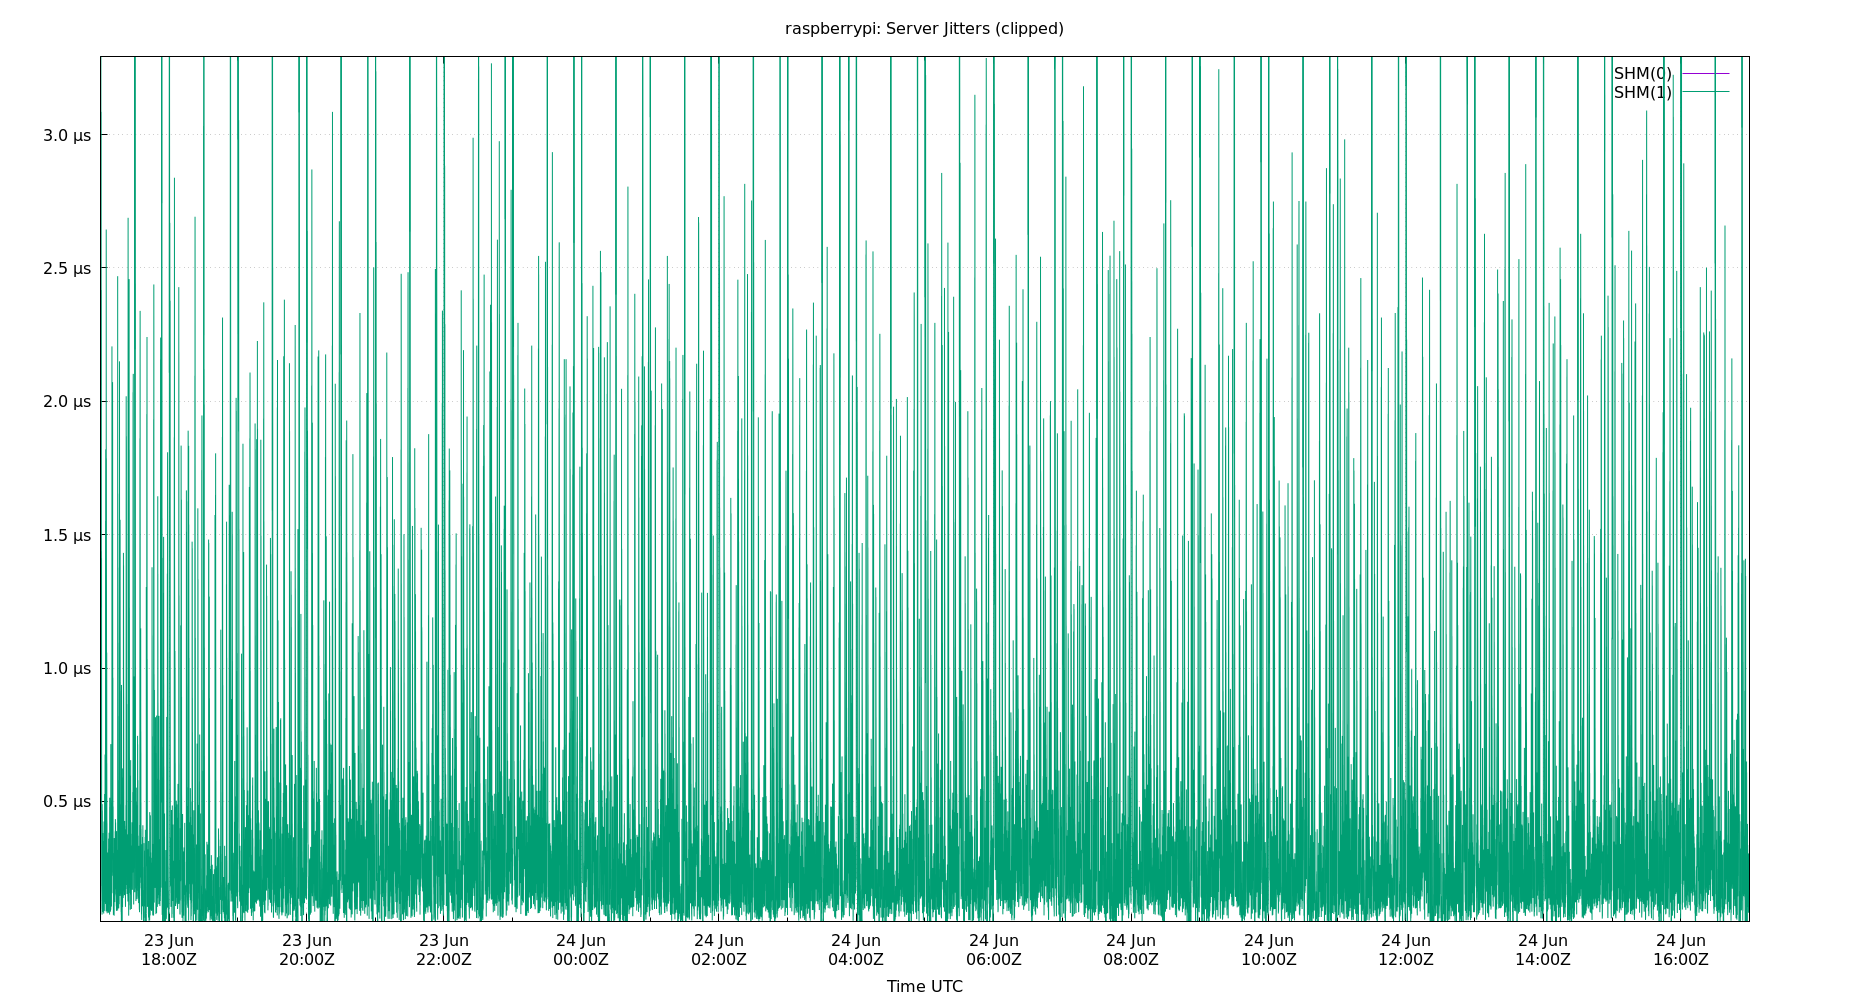 raspberrypi: Server Jitters (clipped)
SHM(0)
SHM(1)
3.0 µs
2.5 µs
2.0 µs
1.5 µs
1.0 µs
0.5 µs
23 Jun 23 Jun 23 Jun 24 Jun 24 Jun 24 Jun 24 Jun 24 Jun 24 Jun 24 Jun 24 Jun 24 Jun
18:00Z 20:00Z 22:00Z 00:00Z 02:00Z 04:00Z 06:00Z 08:00Z 10:00Z 12:00Z 14:00Z 16:00Z
Time UTC